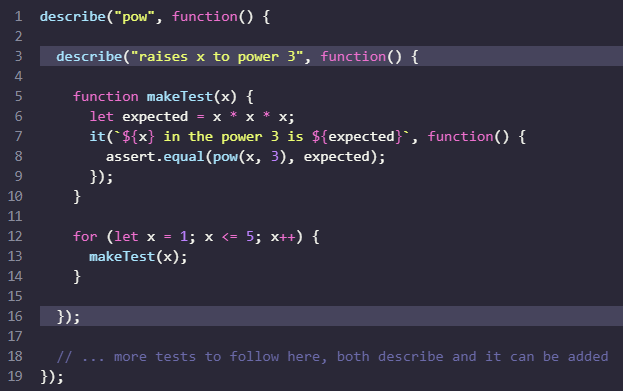 1 describe("pow", function() {
2
3   describe("raises x to power 3", function() {
4
5     function makeTest(x) {
6       let expected = x * x * x;
7       it(`${x} in the power 3 is ${expected}`, function() {
8         assert.equal(pow(x, 3), expected);
9       });
10     }
11
12     for (let x = 1; x <= 5; x++) {
13       makeTest(x);
14     }
15
16   });
17
18   // ... more tests to follow here, both describe and it can be added
19 });